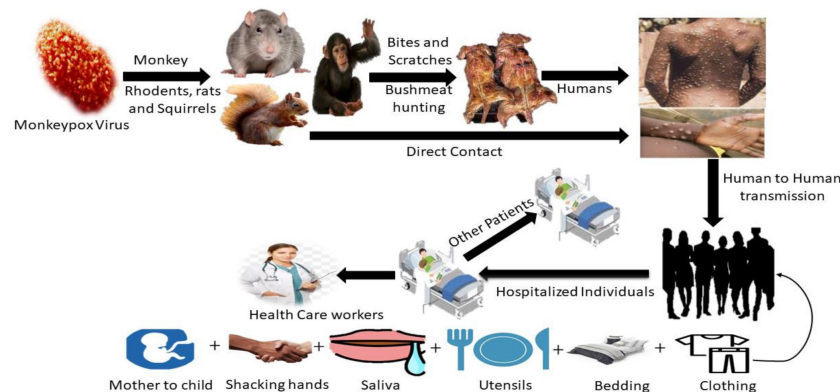 Monkey
Rhodents, rats
and Squirrels
Monkeypox Virus
Bites and
Scratches
Bushmeat
hunting
Humans
Direct Contact
Human to Human
transmission
Other Patients
Hospitalized Individuals
Health Care workers
+ + + + +
Mother to child
Shacking hands
Saliva
Utensils
Bedding
Clothing